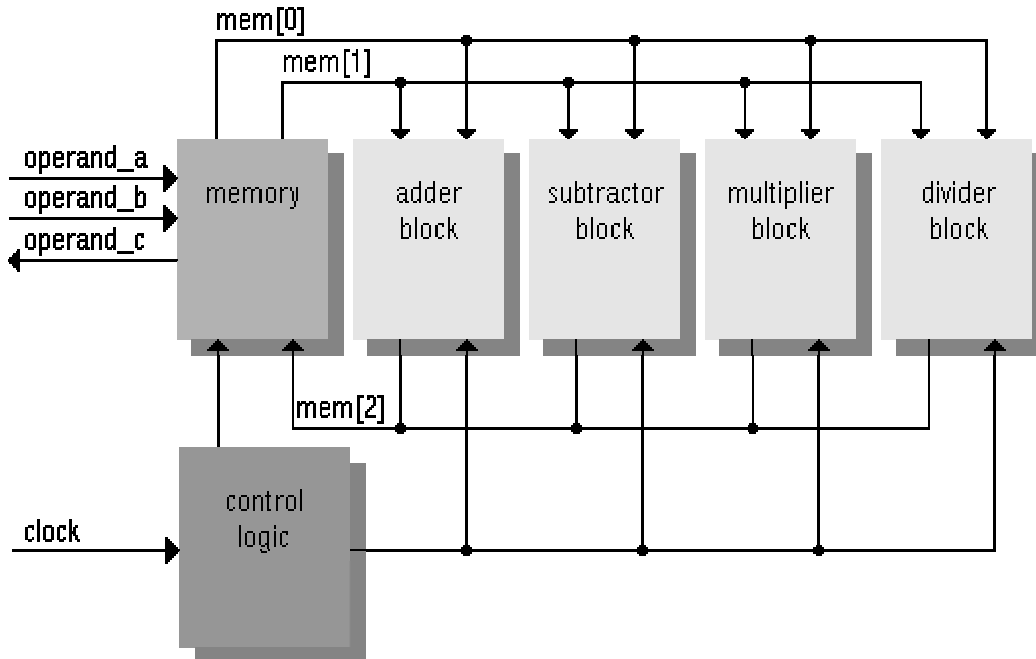 mem[0]
mem[1]
operand_a
operand_b
operand_c
memory
adder
block
subtractor
block
multiplier
block
divider
block
mem[2]
control
logic
clock